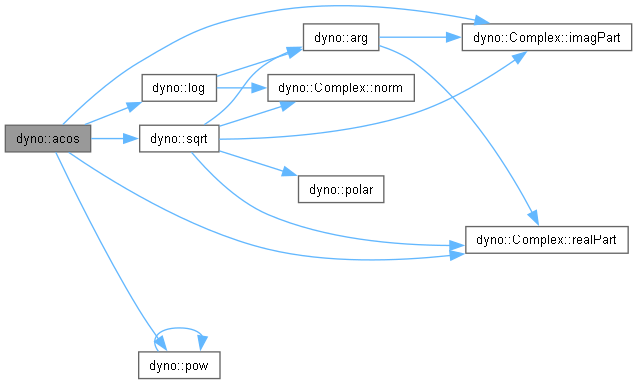 dyno::arg
dyno::Complex::imagPart
dyno::log
dyno::Complex::norm
dyno::acos
dyno::sqrt
dyno::polar
dyno::Complex::realPart
dyno::pow